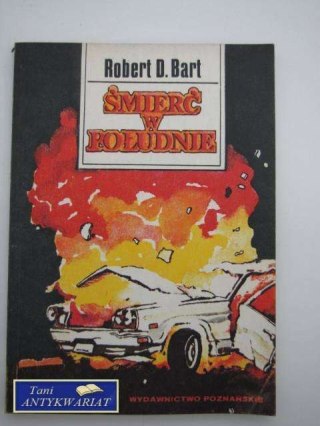 Robert D. Bart
ŚMIERĆ
W
POŁUDNIE
WYDAWNICTWO POZNAŃSKIE
Tani
ANTYKWARIAT